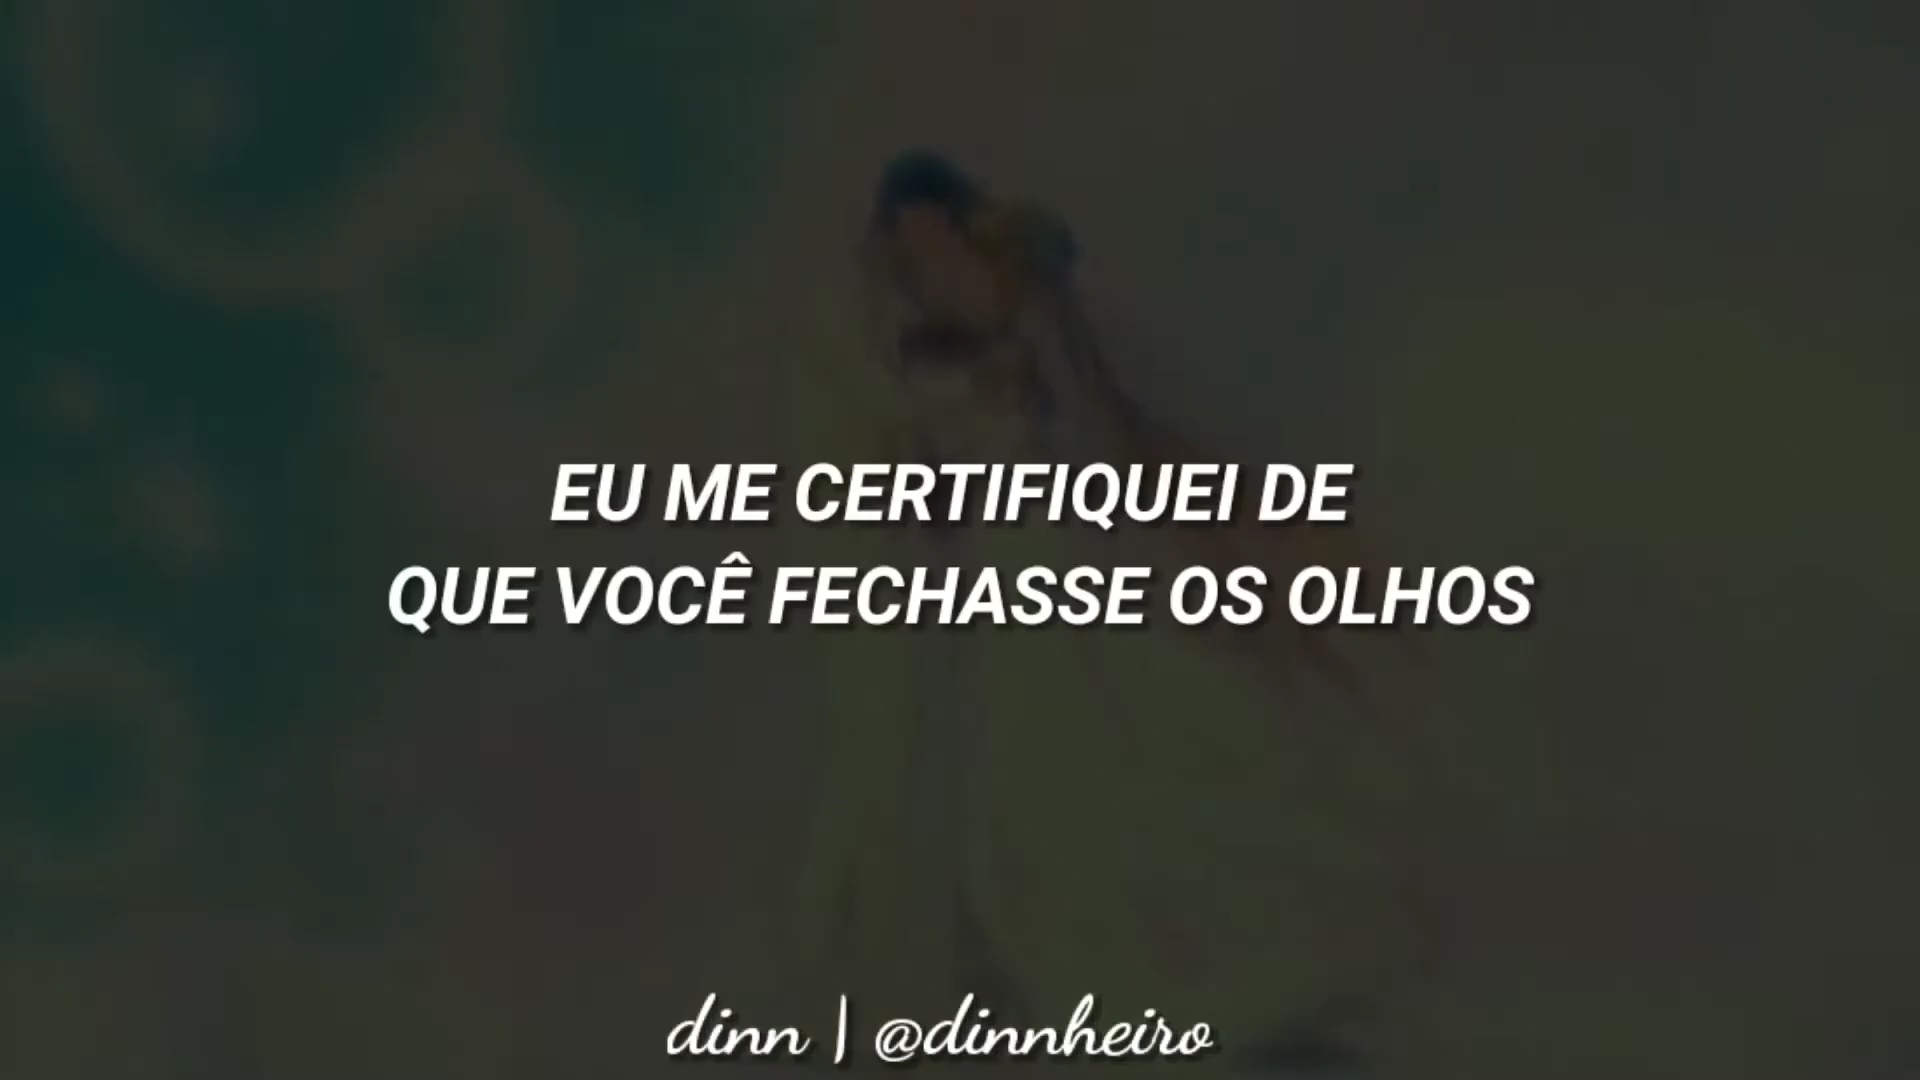 EU ME CERTIFIQUEI DE
QUE VOCÊ FECHASSE OS OLHOS
dinn | @dinnheiro